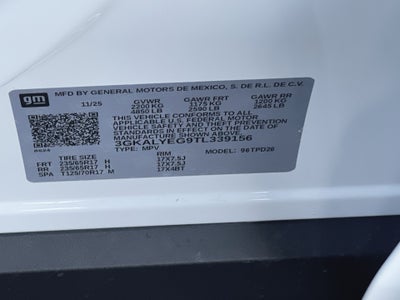 gm
MFD BY GENERAL MOTORS DE MEXICO, S. DE R.L. DE C.V.
11/25 GVWR GAWR FRT GAWR RR
2200 KG 1175 KG 1200 KG
4850 LB 2590 LB 2645 LB
THIS VEHICLE CONFORMS TO ALL
APPLICABLE U.S. FEDERAL MOTOR
VEHICLE SAFETY AND THEFT PREVENTION
STANDARDS IN EFFECT ON THE DATE OF
MANUFACTURE SHOWN ABOVE.
3GKALYEG9TL339156
TYPE: MPV MODEL: 96TPD26
TIRE SIZE RIM
FRT 235/65R17 H 17X7.5J
RR 235/65R17 H 17X7.5J
SPA T125/70R17 M 17X4BT